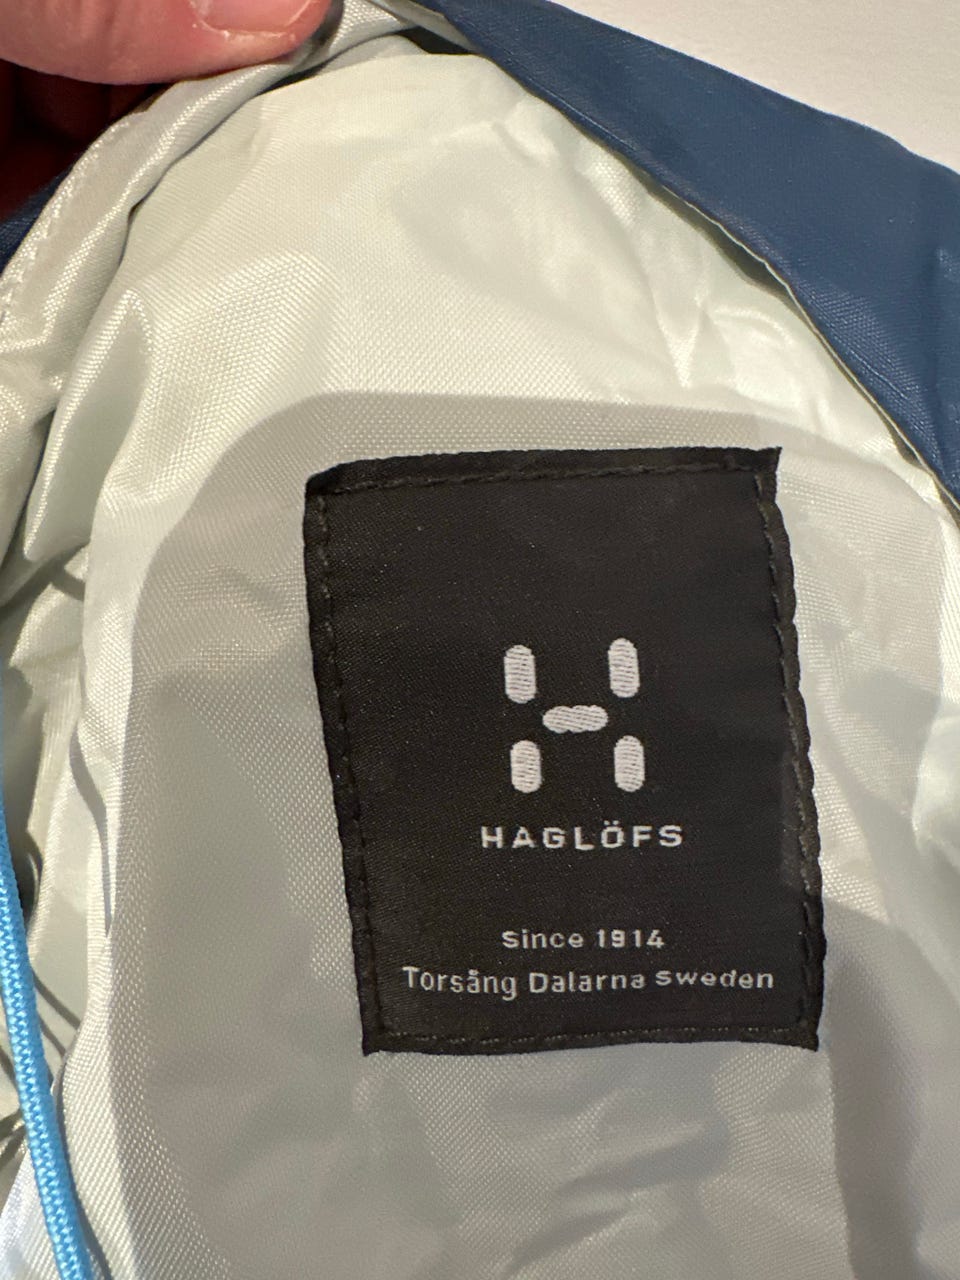 HAGLÖFS
Since 1914
Torsång Dalarna Sweden